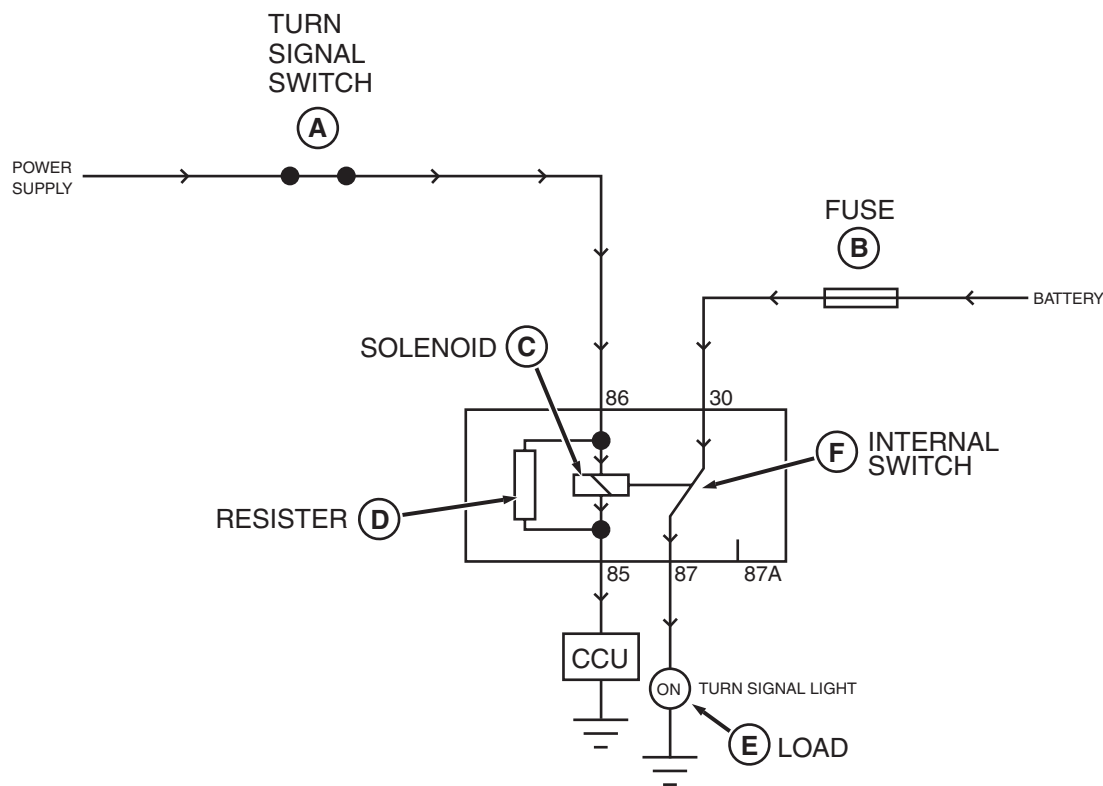 TURN
SIGNAL
SWITCH
A
POWER
SUPPLY
FUSE
B
BATTERY
SOLENOID C
86
30
F INTERNAL
SWITCH
RESISTER D
85
87
87A
CCU
ON
TURN SIGNAL LIGHT
E LOAD